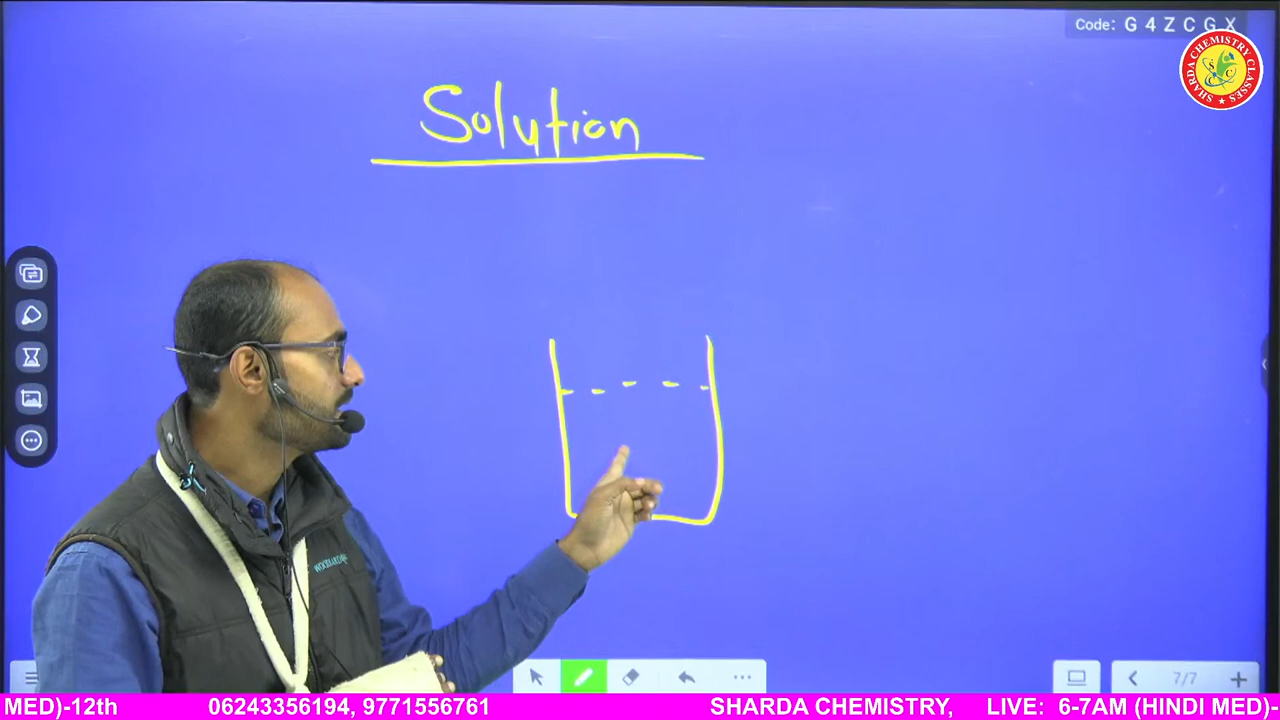 Code: G 4 Z C G X
SHARDA CHEMISTRY CLASSES
S C C
Solution
WOODLAND
7/7
MED)-12th 06243356194, 9771556761 SHARDA CHEMISTRY, LIVE: 6-7AM (HINDI MED)-